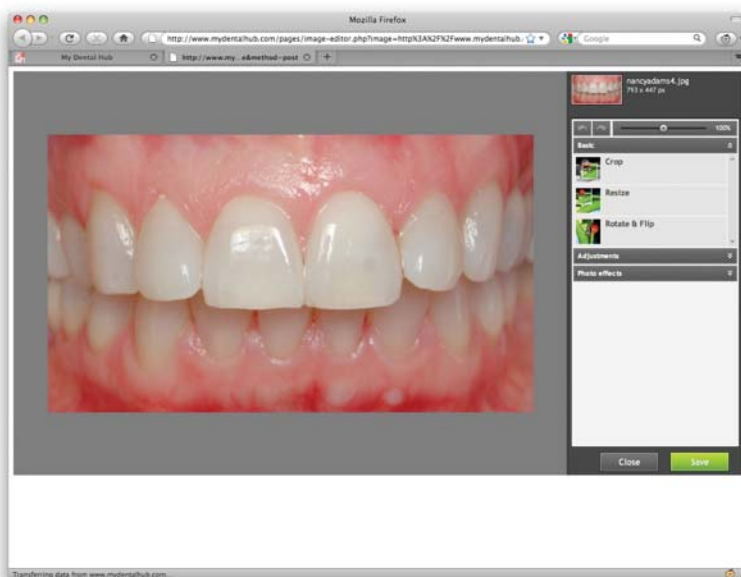 Mozilla Firefox
http://www.mydentalhub.com/pages/image-editor.php?image=http%3A%2F%2Fwww.mydentalhub.
Google
My Dental Hub
http://www.my...e&method=post
nancyadams4.jpg
793 x 447 px
100%
Basic
Crop
Resize
Rotate & Flip
Adjustments
Photo effects
Close
Save
Transferring data from www.mydentalhub.com...